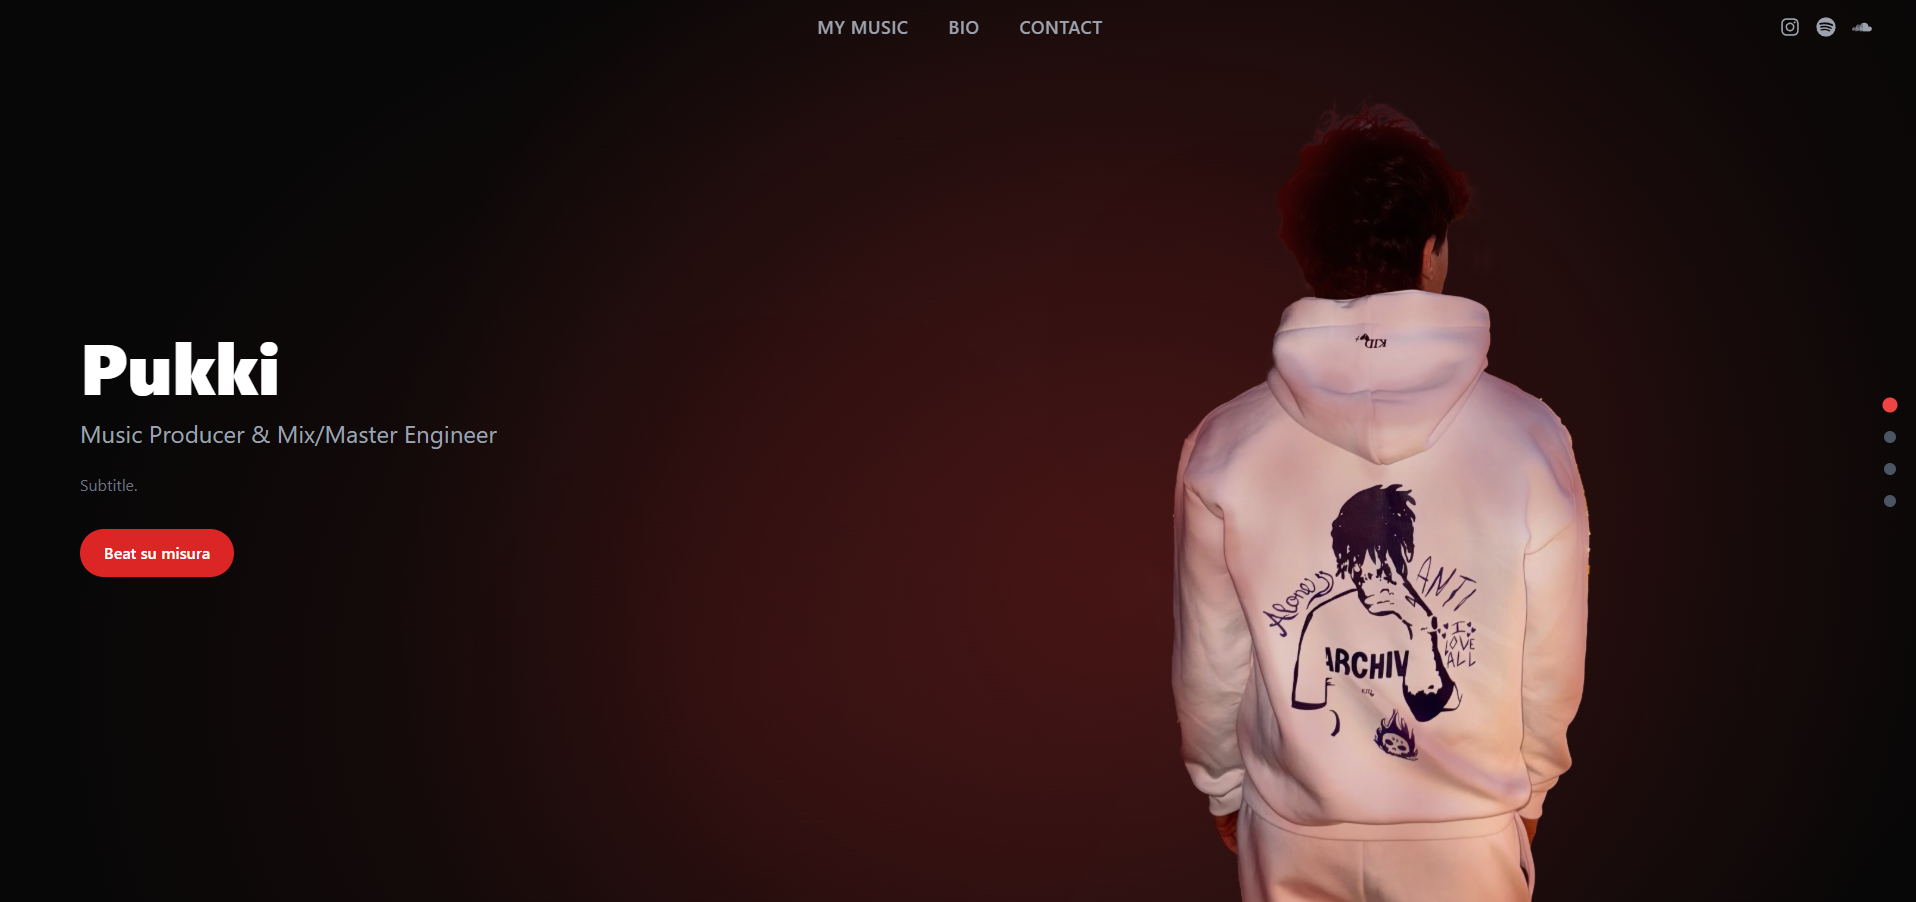 MY MUSIC BIO CONTACT
Pukki
Music Producer & Mix/Master Engineer
Subtitle.
Beat su misura
KID
Alone
ANTI
I
LOVE
ALL
ARCHIV
KID